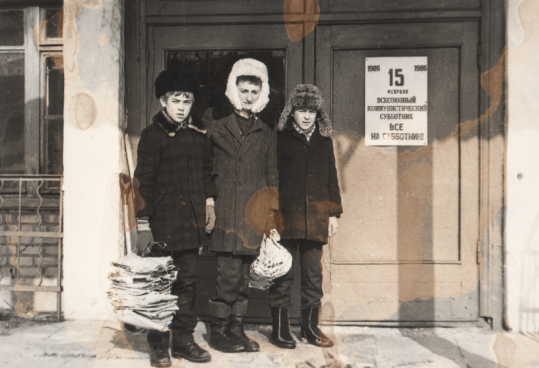 1986 15 1986
ФЕВРАЛЯ
ВСЕСОЮЗНЫЙ
КОММУНИСТИЧЕСКИЙ
СУББОТНИК
ВСЕ
НА СУББОТНИК!